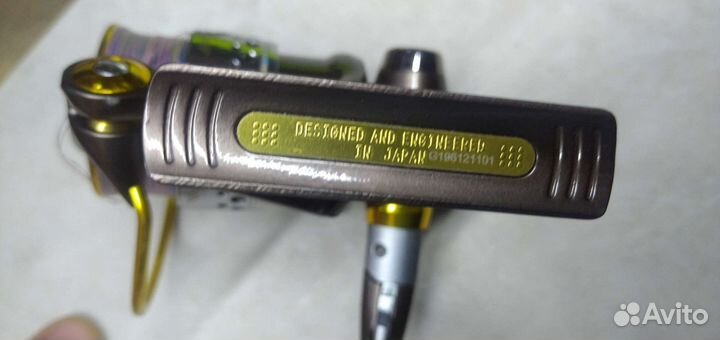 DESIGNED AND ENGINEERED
IN JAPAN G196121101
Avito